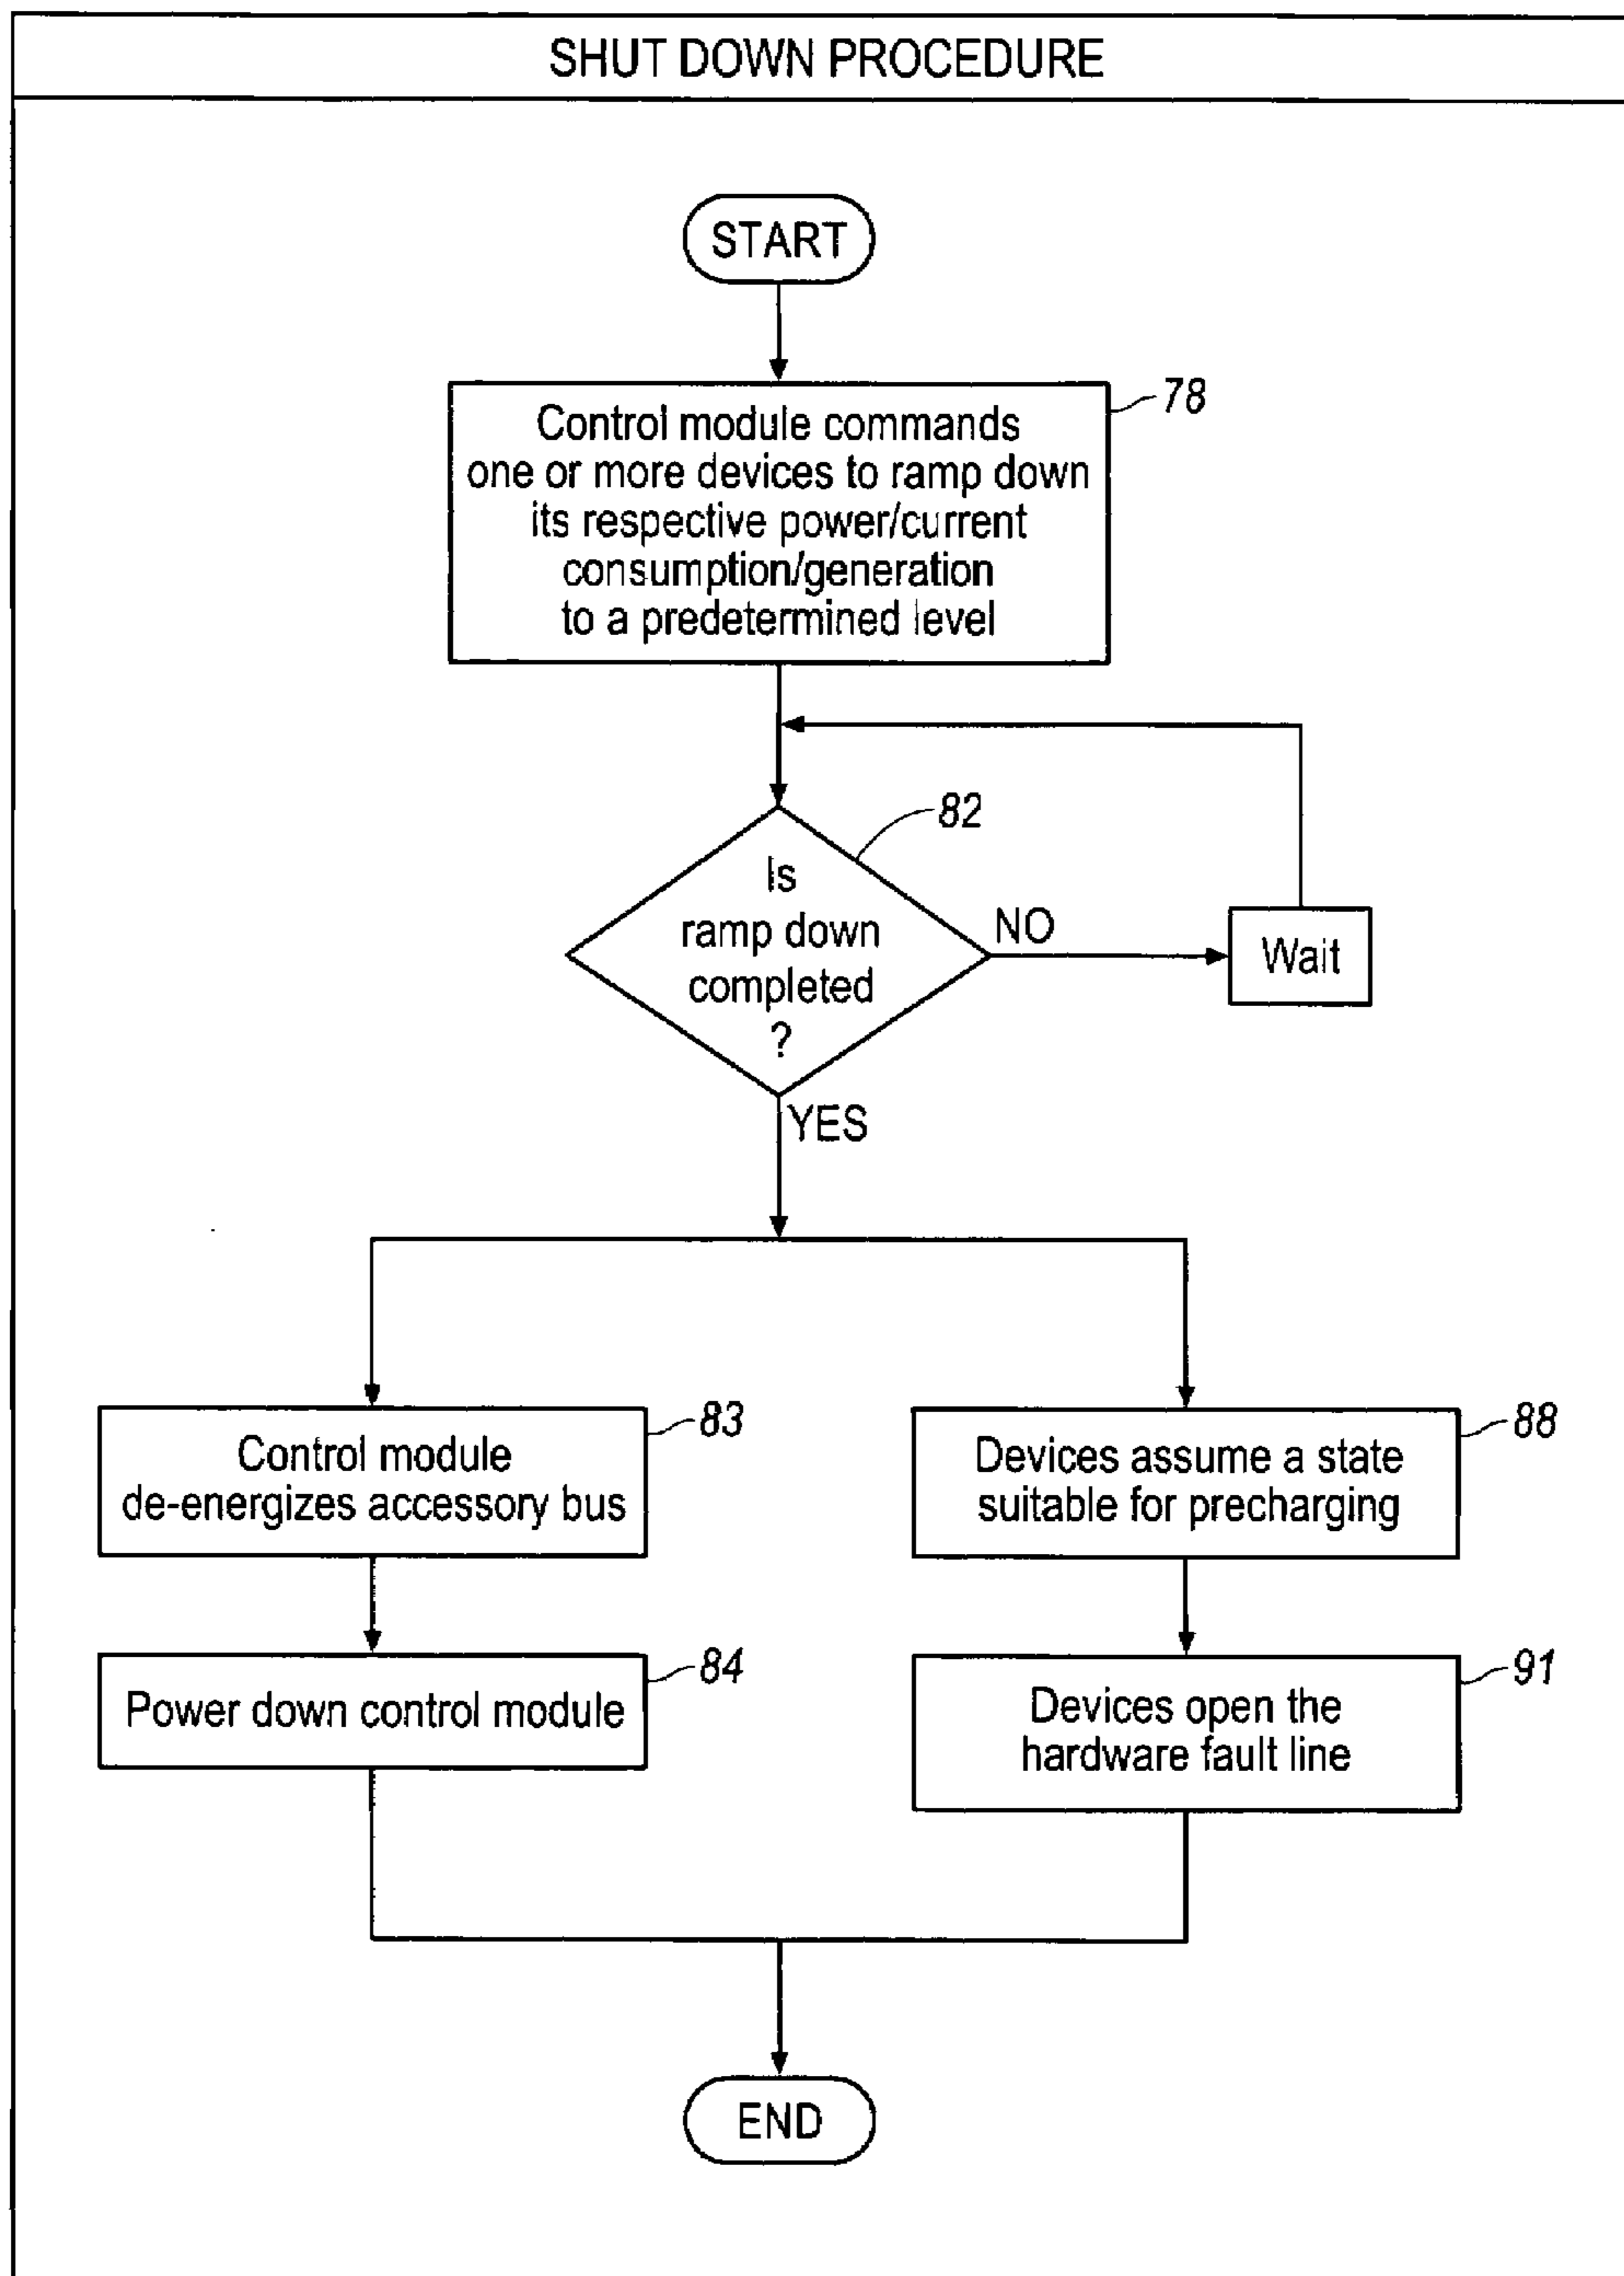 SHUT DOWN PROCEDURE
START
78
Control module commands
one or more devices to ramp down
its respective power/current
consumption/generation
to a predetermined level
82
Is
ramp down
completed
?
NO
Wait
YES
83
Control module
de-energizes accessory bus
88
Devices assume a state
suitable for precharging
84
Power down control module
91
Devices open the
hardware fault line
END